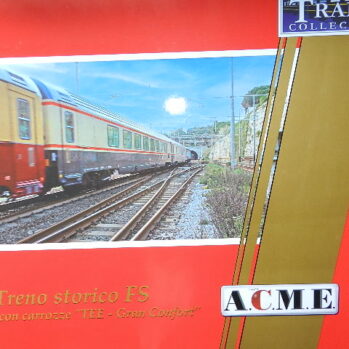 TRA
COLLEC
Treno storico FS
con carrozze "TEE - Gran Confort"
A.C.M.E